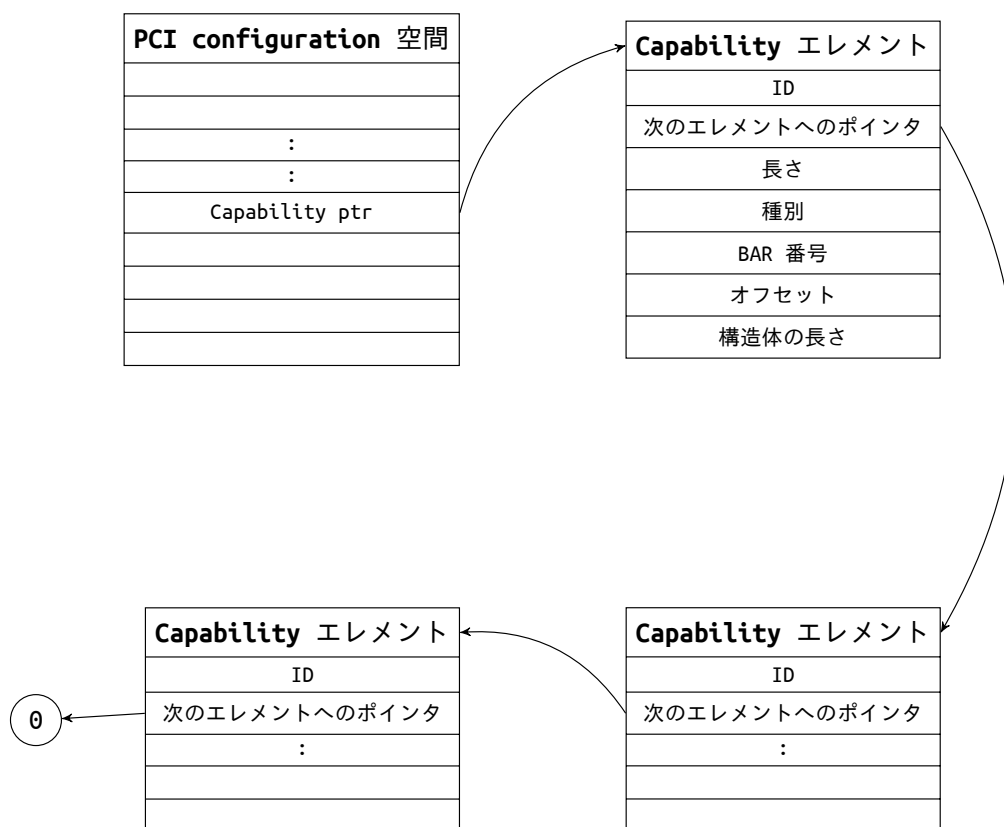 PCI configuration 空間
:
:
Capability ptr
Capability エレメント
ID
次のエレメントへのポインタ
長さ
種別
BAR 番号
オフセット
構造体の長さ
Capability エレメント
ID
次のエレメントへのポインタ
:
Capability エレメント
ID
次のエレメントへのポインタ
:
0